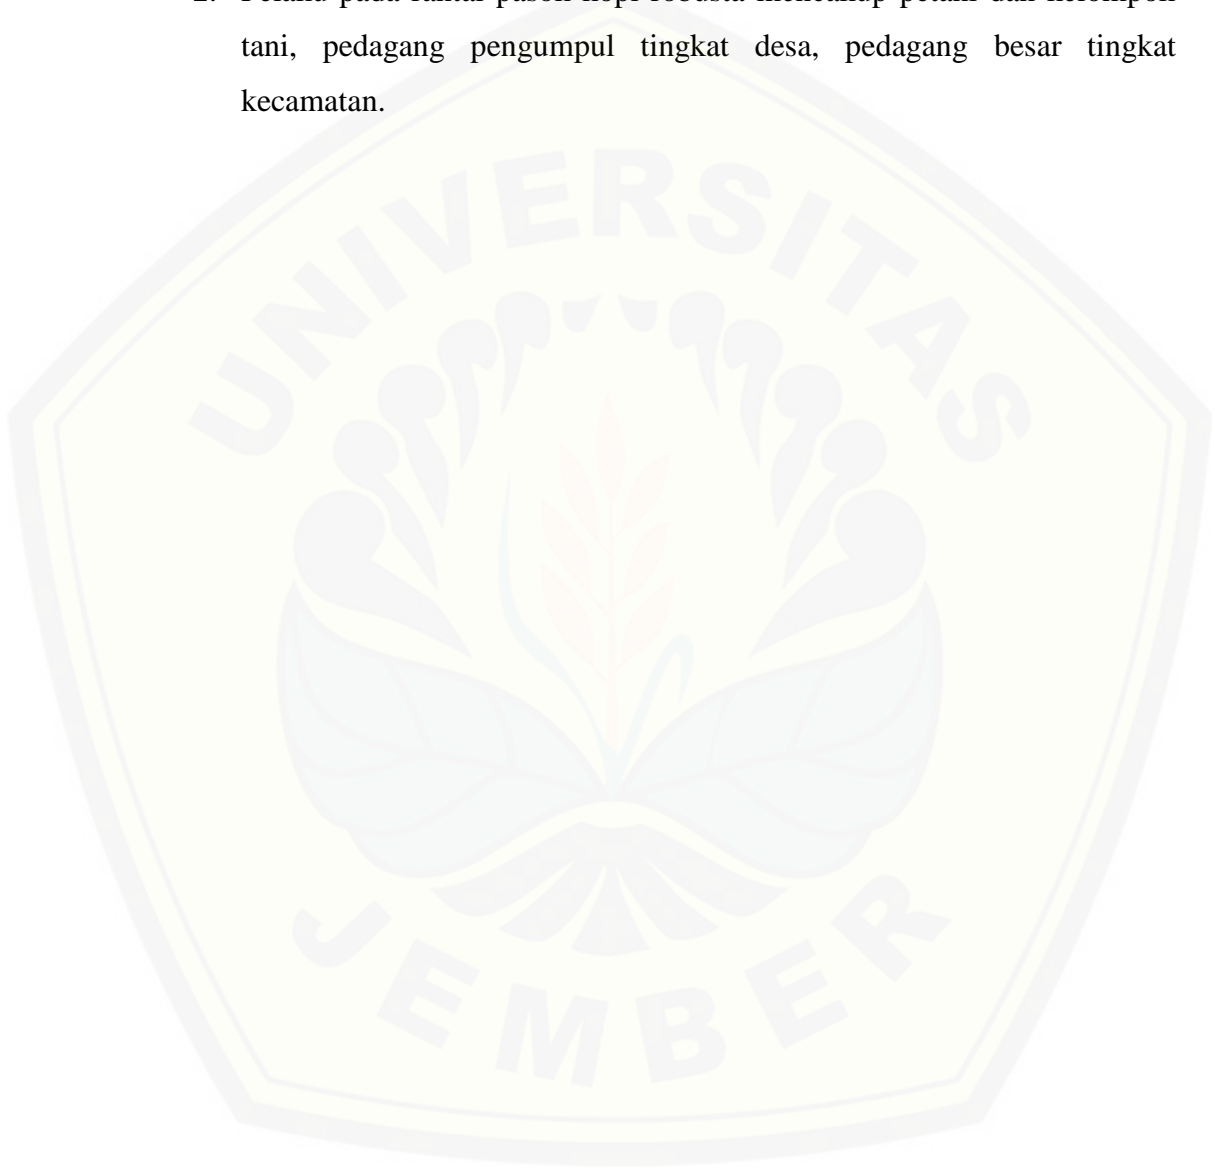 2. Pelaku pada rantai pasok kopi robusta mencakup petani dan kelompok
tani, pedagang pengumpul tingkat desa, pedagang besar tingkat
kecamatan.
UNIVERSITAS
JEMBER